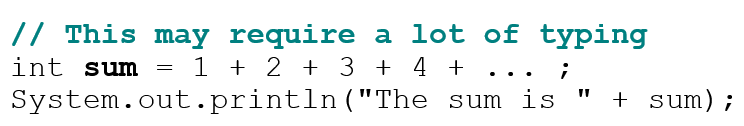 // This may require a lot of typing
int sum = 1 + 2 + 3 + 4 + ... ;
System.out.println("The sum is " + sum);